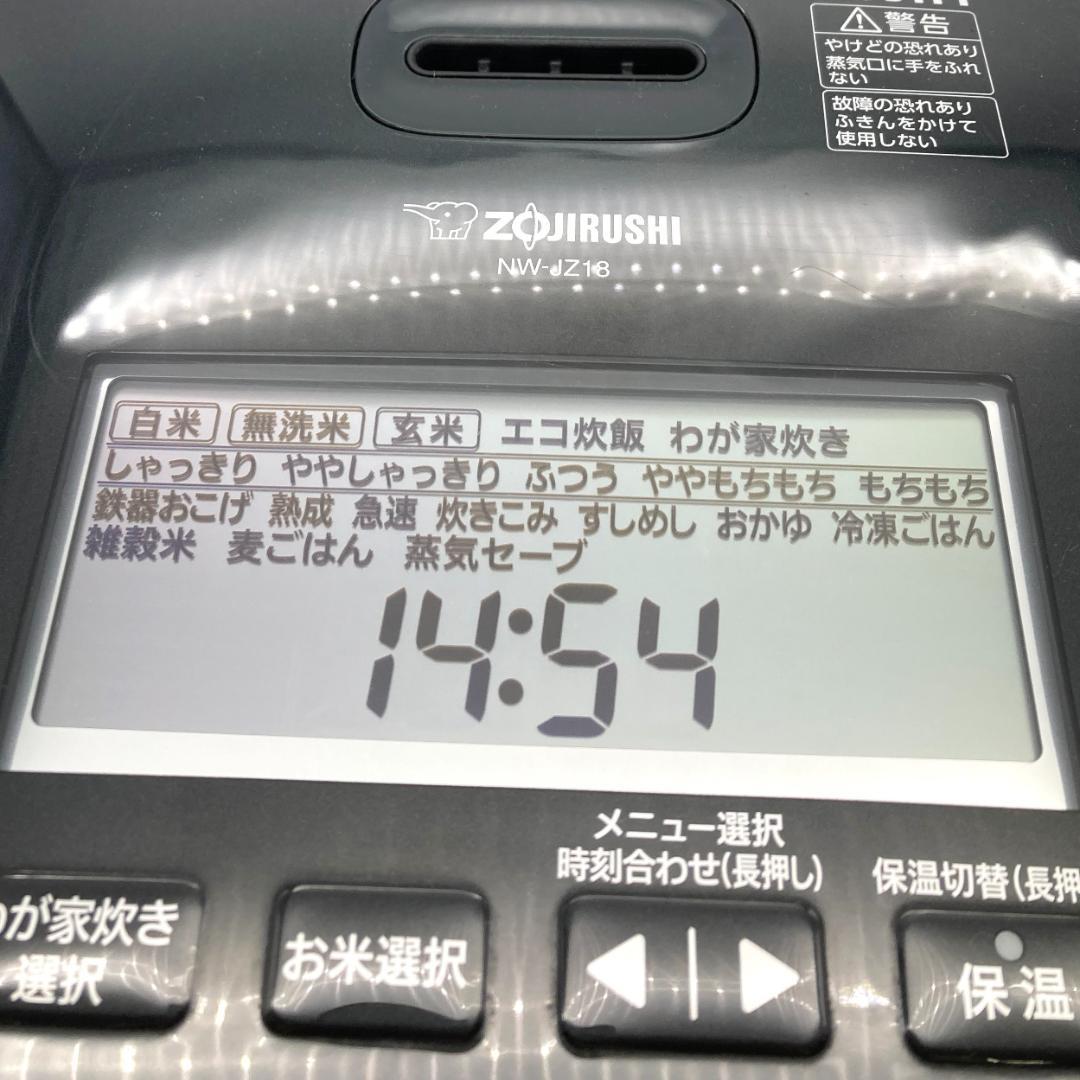 警告
やけどの恐れあり
蒸気口に手をふれ
ない
故障の恐れあり
ふきんをかけて
使用しない
ZOJIRUSHI
NW-JZ18
白米 無洗米 玄米 エコ炊飯 わが家炊き
しゃっきり ややしゃっきり ふつう ややもちもち もちもち
鉄器おこげ 熟成 急速 炊きこみ すしめし おかゆ 冷凍ごはん
雑穀米 麦ごはん 蒸気セーブ
14:54
メニュー選択
時刻合わせ(長押し)
保温切替(長押
わが家炊き
選択
お米選択
保温